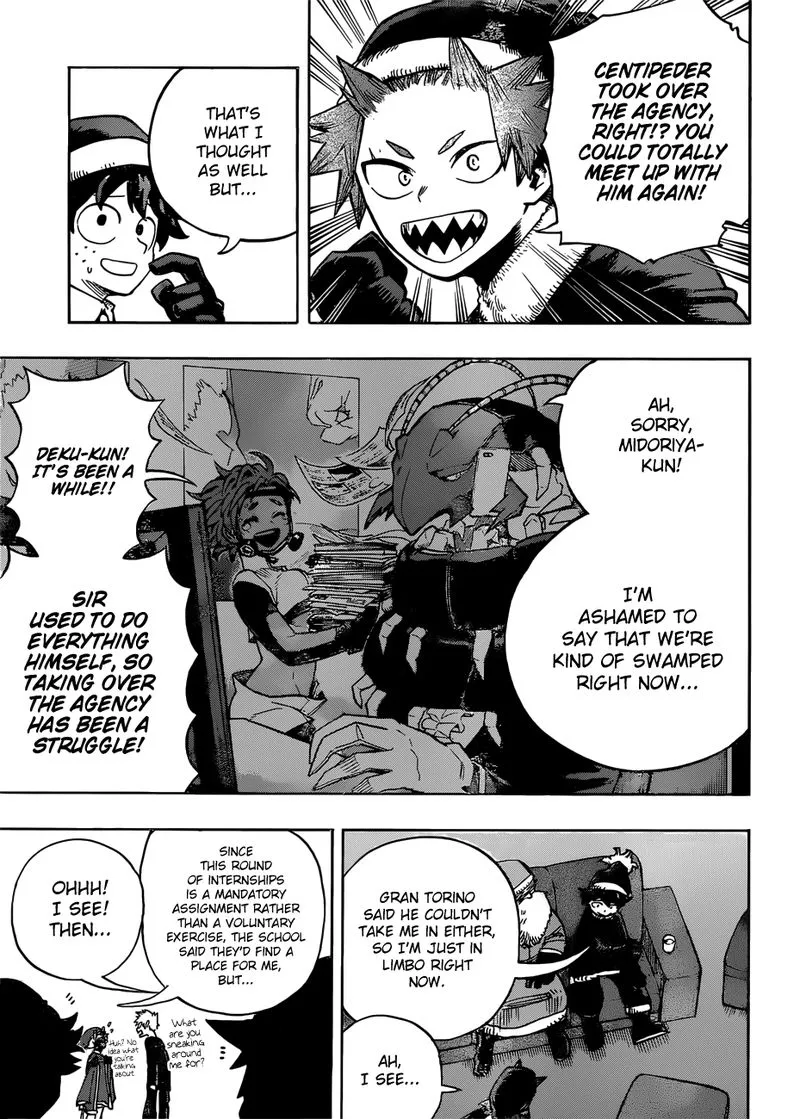 CENTIPEDER
TOOK OVER
THE AGENCY,
RIGHT!? YOU
COULD TOTALLY
MEET UP WITH
HIM AGAIN!
THAT'S
WHAT I
THOUGHT
AS WELL
BUT...
AH,
SORRY,
MIDORIYA-
KUN!
I'M
ASHAMED TO
SAY THAT WE'RE
KIND OF SWAMPED
RIGHT NOW...
DEKU-KUN!
IT'S BEEN A
WHILE!!
SIR
USED TO DO
EVERYTHING
HIMSELF, SO
TAKING OVER
THE AGENCY
HAS BEEN A
STRUGGLE!
GRAN TORINO
SAID HE COULDN'T
TAKE ME IN EITHER,
SO I'M JUST IN
LIMBO RIGHT
NOW.
AH,
I SEE...
SINCE
THIS ROUND
OF INTERNSHIPS
IS A MANDATORY
ASSIGNMENT RATHER
THAN A VOLUNTARY
EXERCISE, THE SCHOOL
SAID THEY'D FIND A
PLACE FOR ME,
BUT...
OHHH!
I SEE!
THEN...
What
are you
sneaking
around
me for?
Huh? No
idea what
you're
talking
about